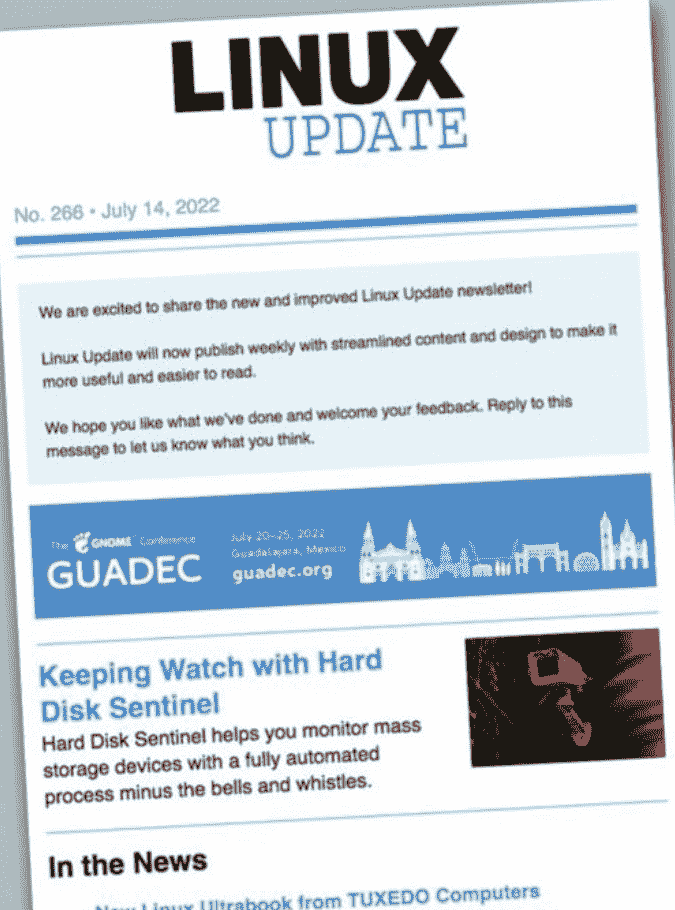 LINUX
UPDATE
No. 266 • July 14, 2022
We are excited to share the new and improved Linux Update newsletter!
Linux Update will now publish weekly with streamlined content and design to make it
more useful and easier to read.
We hope you like what we've done and welcome your feedback. Reply to this
message to let us know what you think.
The GNOME Conference
GUADEC
July 20-25, 2022
Guadalajara, Mexico
guadec.org
Keeping Watch with Hard
Disk Sentinel
Hard Disk Sentinel helps you monitor mass
storage devices with a fully automated
process minus the bells and whistles.
In the News
New Linux Ultrabook from TUXEDO Computers